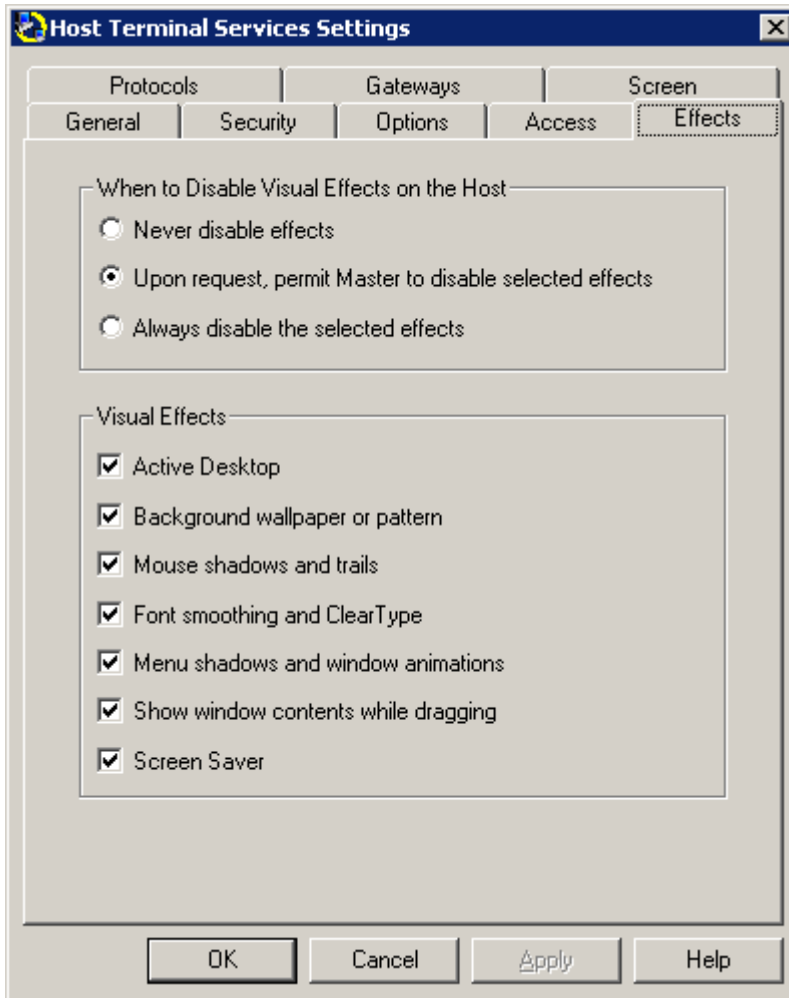 Host Terminal Services Settings
Protocols Gateways Screen
General Security Options Access Effects
When to Disable Visual Effects on the Host
Never disable effects
Upon request, permit Master to disable selected effects
Always disable the selected effects
Visual Effects
Active Desktop
Background wallpaper or pattern
Mouse shadows and trails
Font smoothing and ClearType
Menu shadows and window animations
Show window contents while dragging
Screen Saver
OK Cancel Apply Help